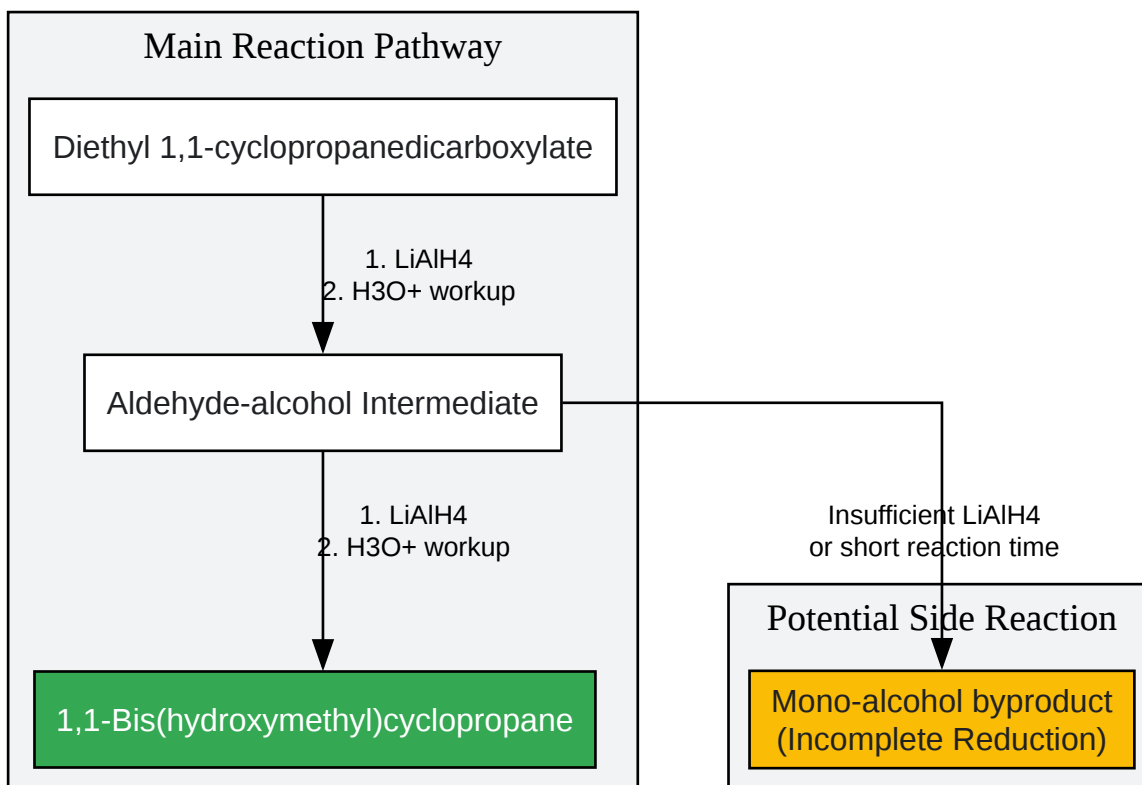 Main Reaction Pathway
Diethyl 1,1-cyclopropanedicarboxylate
1. LiAlH4
2. H3O+ workup
Aldehyde-alcohol Intermediate
1. LiAlH4
2. H3O+ workup
Insufficient LiAlH4
or short reaction time
Potential Side Reaction
1,1-Bis(hydroxymethyl)cyclopropane
Mono-alcohol byproduct
(Incomplete Reduction)